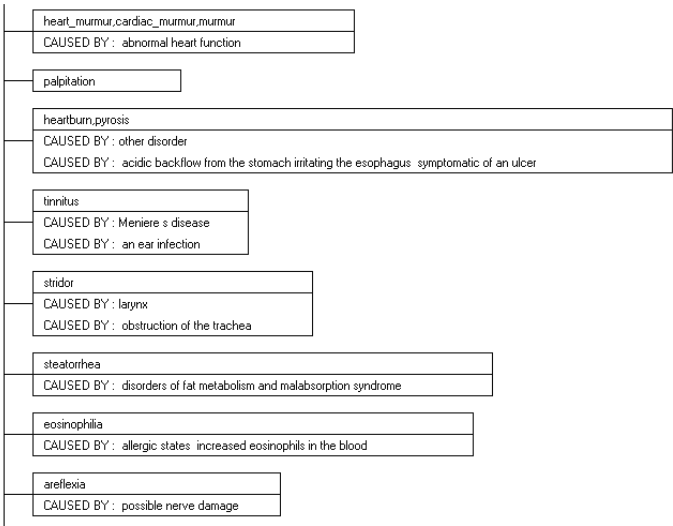 heart_murmur,cardiac_murmur,murmur
CAUSED BY : abnormal heart function
palpitation
heartburn,pyrosis
CAUSED BY : other disorder
CAUSED BY : acidic backflow from the stomach irritating the esophagus symptomatic of an ulcer
tinnitus
CAUSED BY : Meniere s disease
CAUSED BY : an ear infection
stridor
CAUSED BY : larynx
CAUSED BY : obstruction of the trachea
steatorrhea
CAUSED BY : disorders of fat metabolism and malabsorption syndrome
eosinophilia
CAUSED BY : allergic states increased eosinophils in the blood
areflexia
CAUSED BY : possible nerve damage